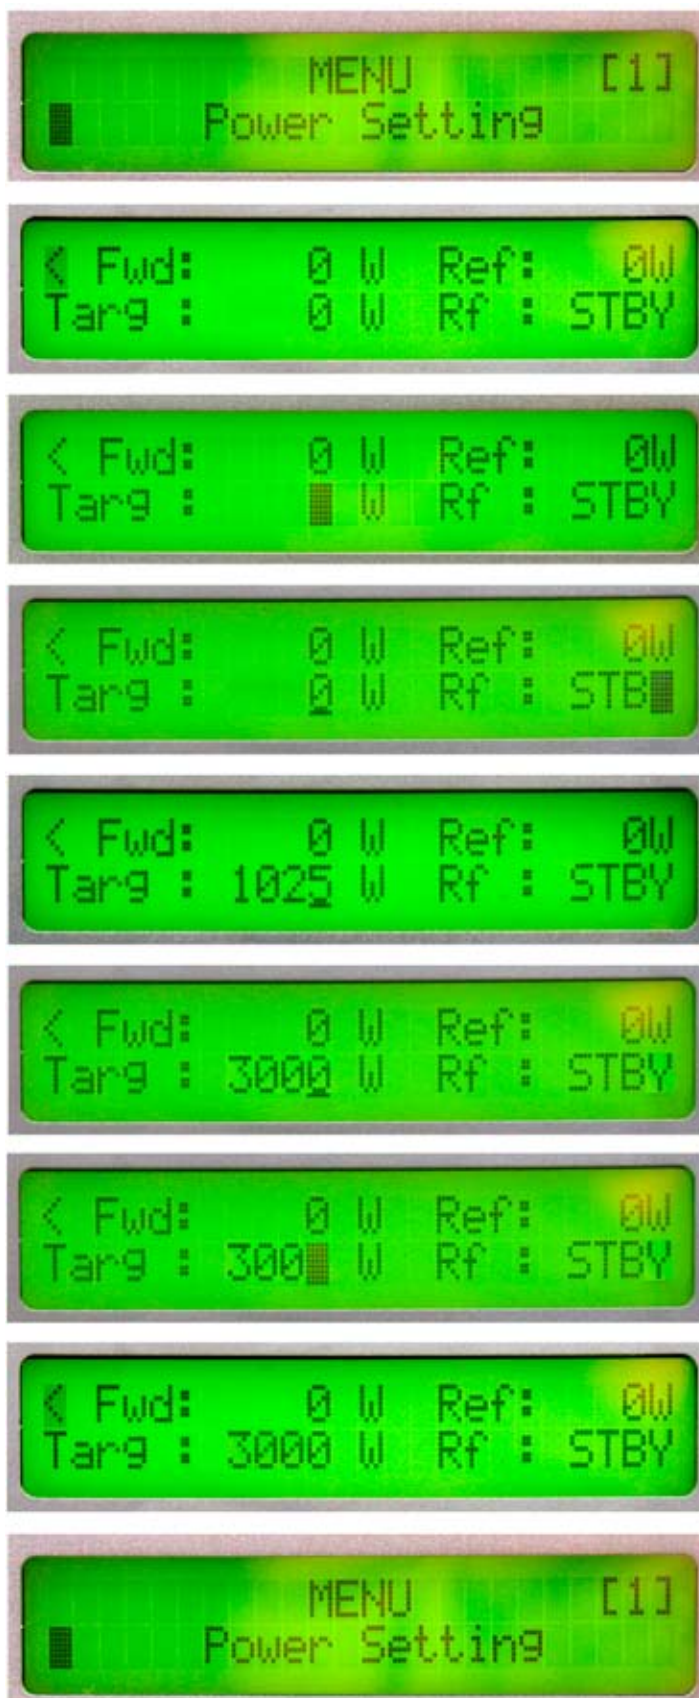 MENU [1]
Power Setting
< Fwd: 0 W Ref: 0W
Targ : 0 W Rf : STBY
< Fwd: 0 W Ref: 0W
Targ : W Rf : STBY
< Fwd: 0 W Ref: 0W
Targ : 0 W Rf : STB
< Fwd: 0 W Ref: 0W
Targ : 1025 W Rf : STBY
< Fwd: 0 W Ref: 0W
Targ : 3000 W Rf : STBY
< Fwd: 0 W Ref: 0W
Targ : 300 W Rf : STBY
< Fwd: 0 W Ref: 0W
Targ : 3000 W Rf : STBY
MENU [1]
Power Setting